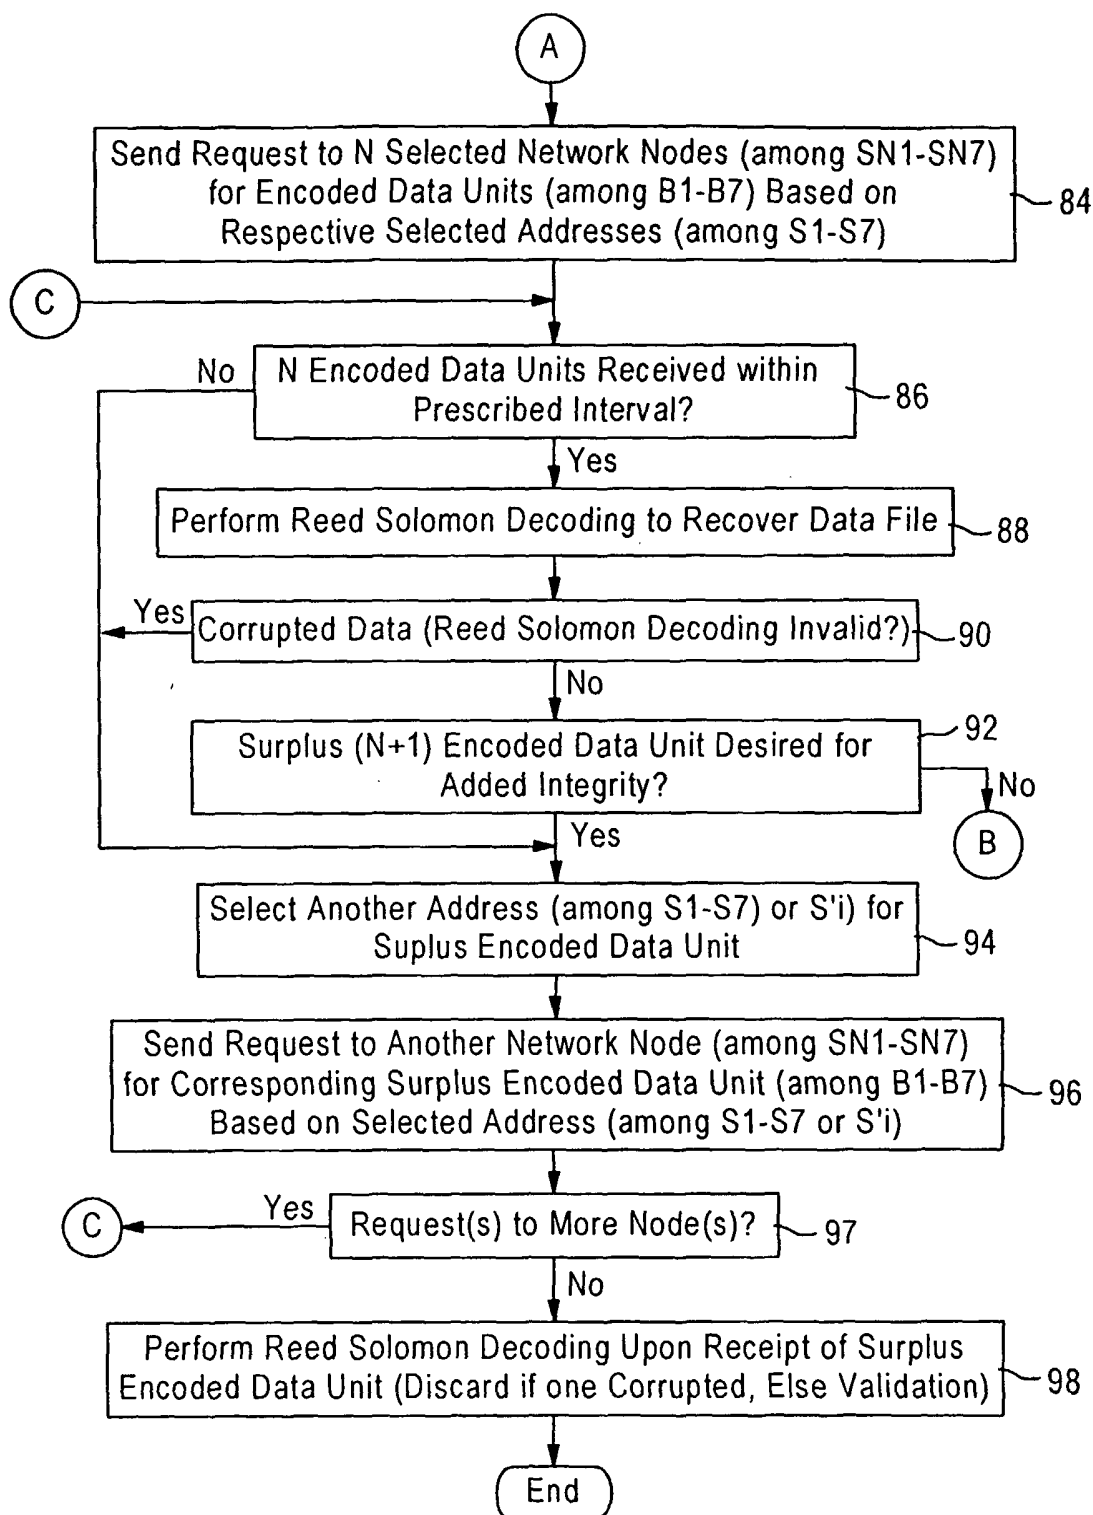 A
Send Request to N Selected Network Nodes (among SN1-SN7)
for Encoded Data Units (among B1-B7) Based on
Respective Selected Addresses (among S1-S7)
84
C
No
N Encoded Data Units Received within
Prescribed Interval?
86
Yes
Perform Reed Solomon Decoding to Recover Data File
88
Yes
Corrupted Data (Reed Solomon Decoding Invalid?)
90
No
Surplus (N+1) Encoded Data Unit Desired for
Added Integrity?
92
No
B
Yes
Select Another Address (among S1-S7) or S'i) for
Suplus Encoded Data Unit
94
Send Request to Another Network Node (among SN1-SN7)
for Corresponding Surplus Encoded Data Unit (among B1-B7)
Based on Selected Address (among S1-S7 or S'i)
96
C
Yes
Request(s) to More Node(s)?
97
No
Perform Reed Solomon Decoding Upon Receipt of Surplus
Encoded Data Unit (Discard if one Corrupted, Else Validation)
98
End